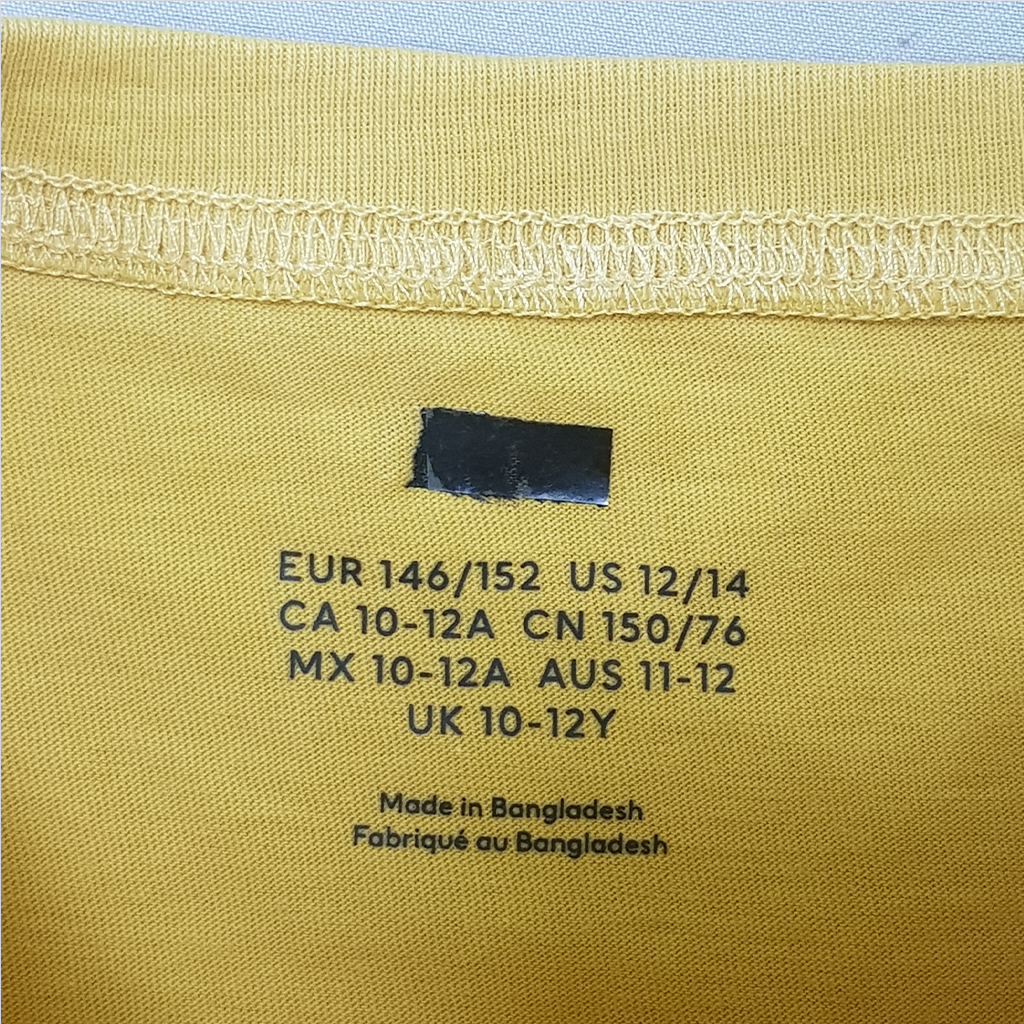 EUR 146/152 US 12/14
CA 10-12A CN 150/76
MX 10-12A AUS 11-12
UK 10-12Y
Made in Bangladesh
Fabriqué au Bangladesh